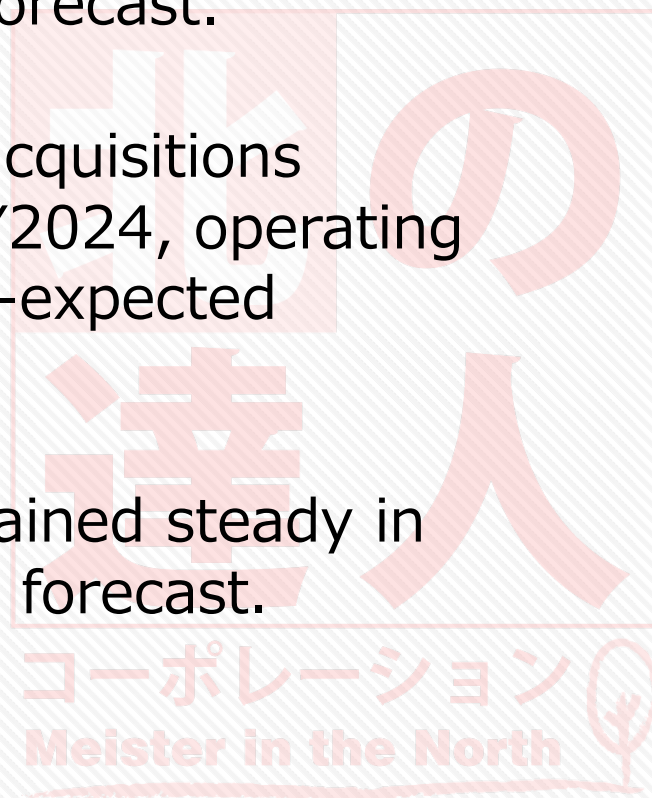 orecast.
cquisitions
/2024, operating
-expected
ained steady in
forecast.
北の
達人
コーポレーション
Meister in the North